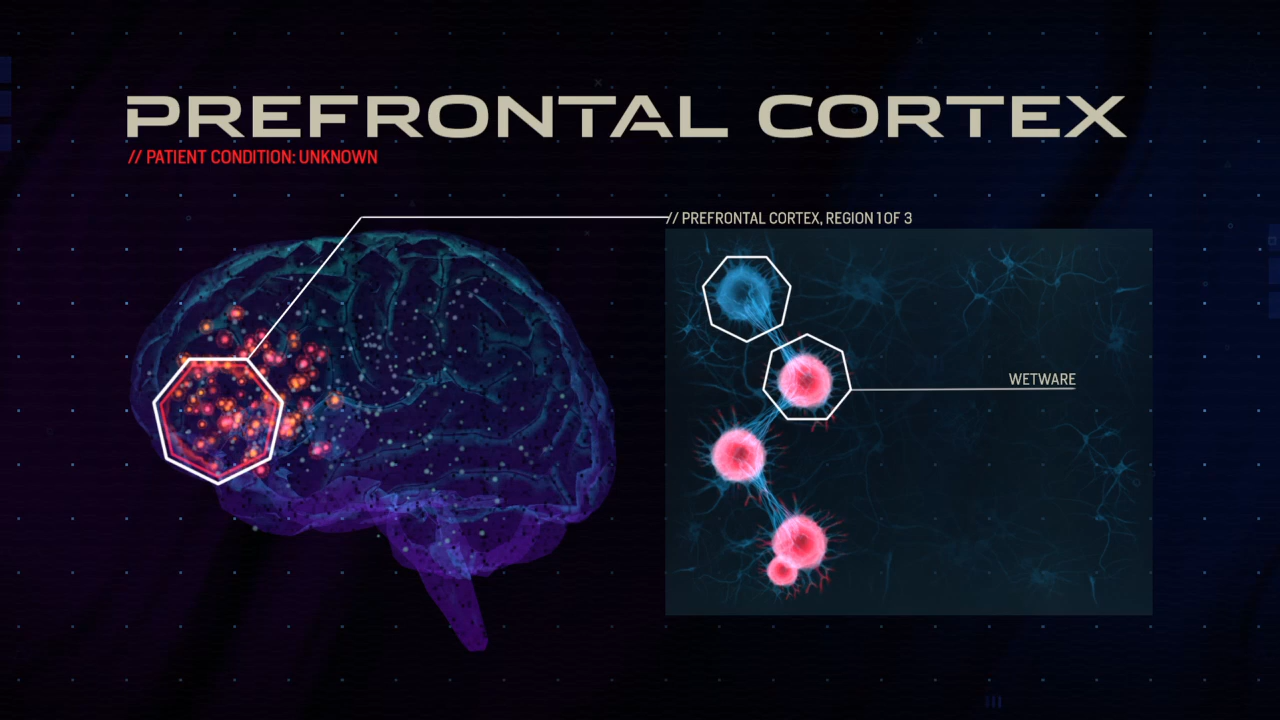 PREFRONTAL CORTEX
// PATIENT CONDITION: UNKNOWN
// PREFRONTAL CORTEX, REGION 1 OF 3
WETWARE